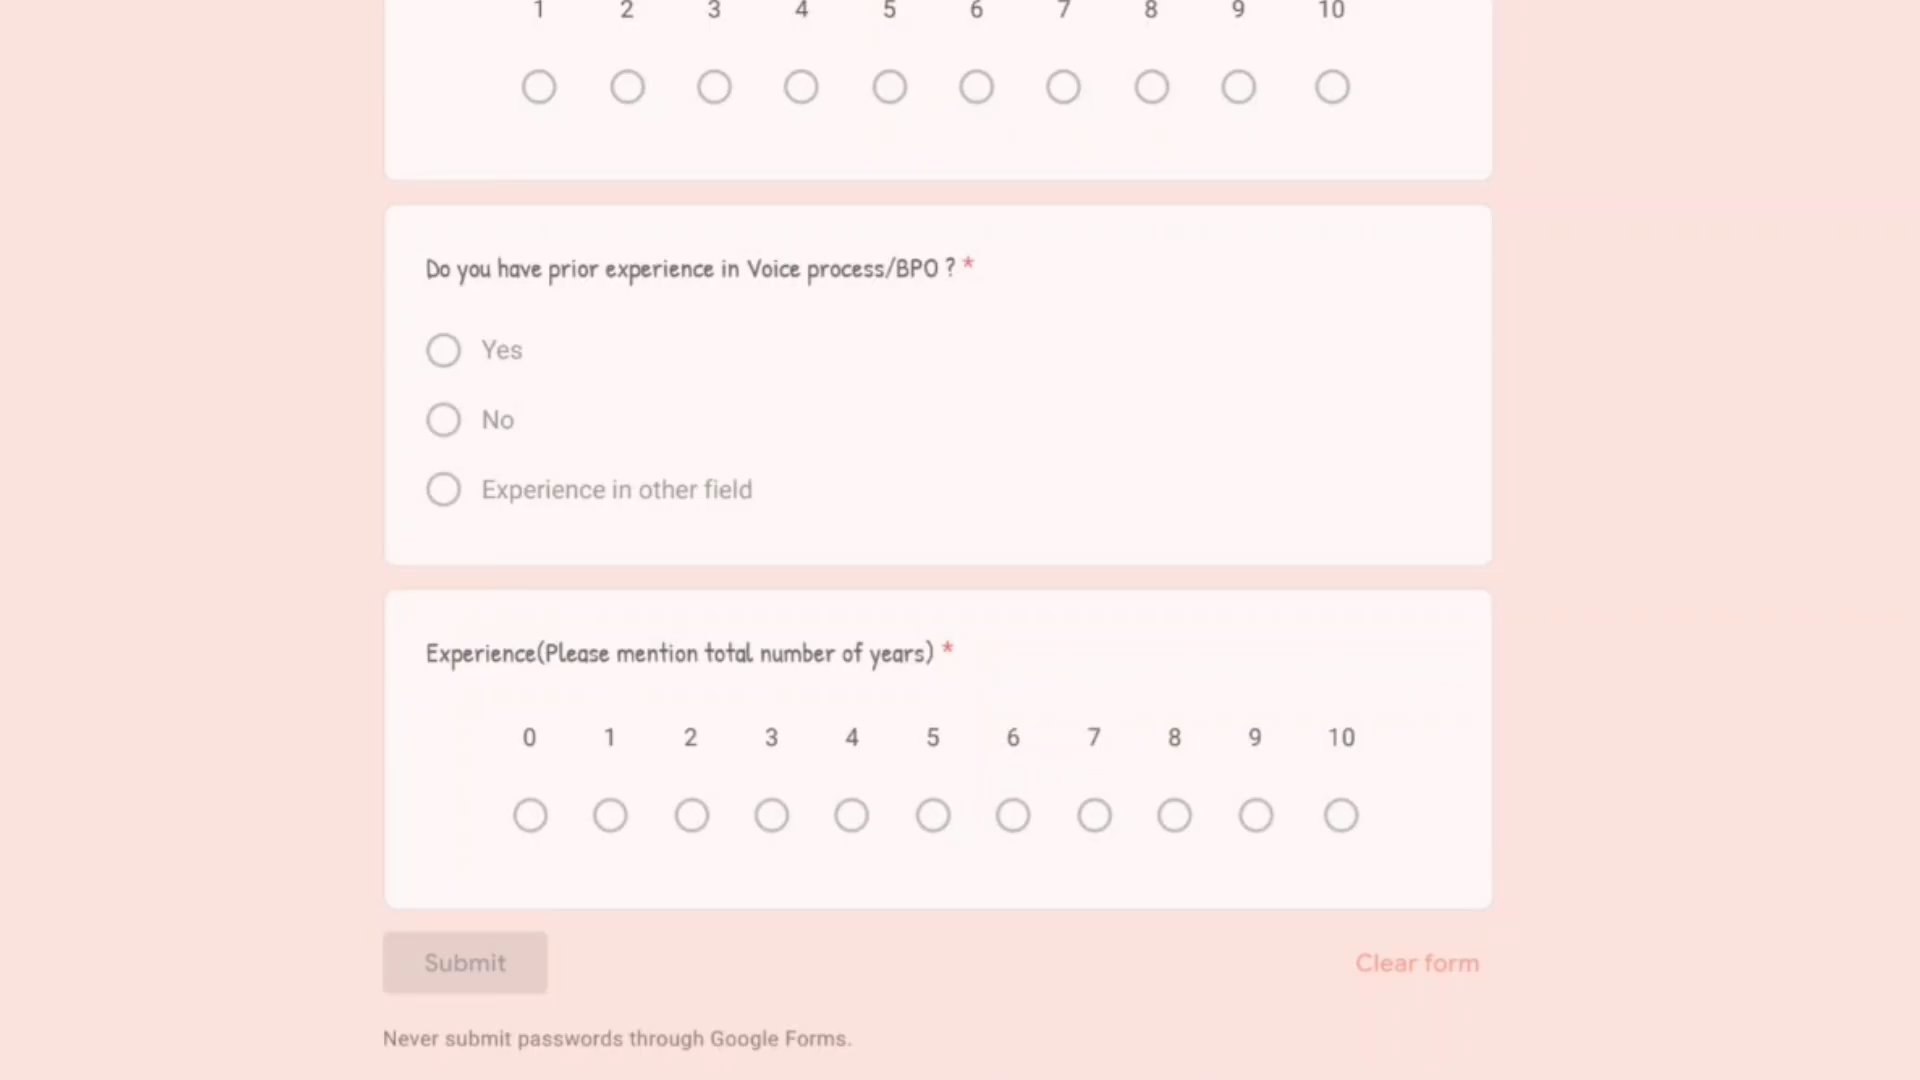 1 2 3 4 5 6 7 8 9 10
Do you have prior experience in Voice process/BPO ? *
Yes
No
Experience in other field
Experience(Please mention total number of years) *
0 1 2 3 4 5 6 7 8 9 10
Submit
Clear form
Never submit passwords through Google Forms.